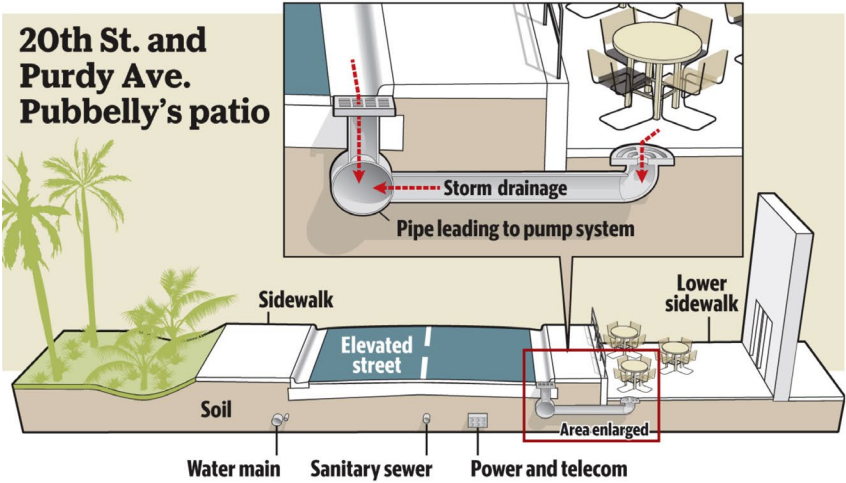 20th St. and
Purdy Ave.
Pubbelly's patio
Storm drainage
Pipe leading to pump system
Sidewalk
Lower
sidewalk
Elevated
street
Soil
Area enlarged
Water main
Sanitary sewer
Power and telecom